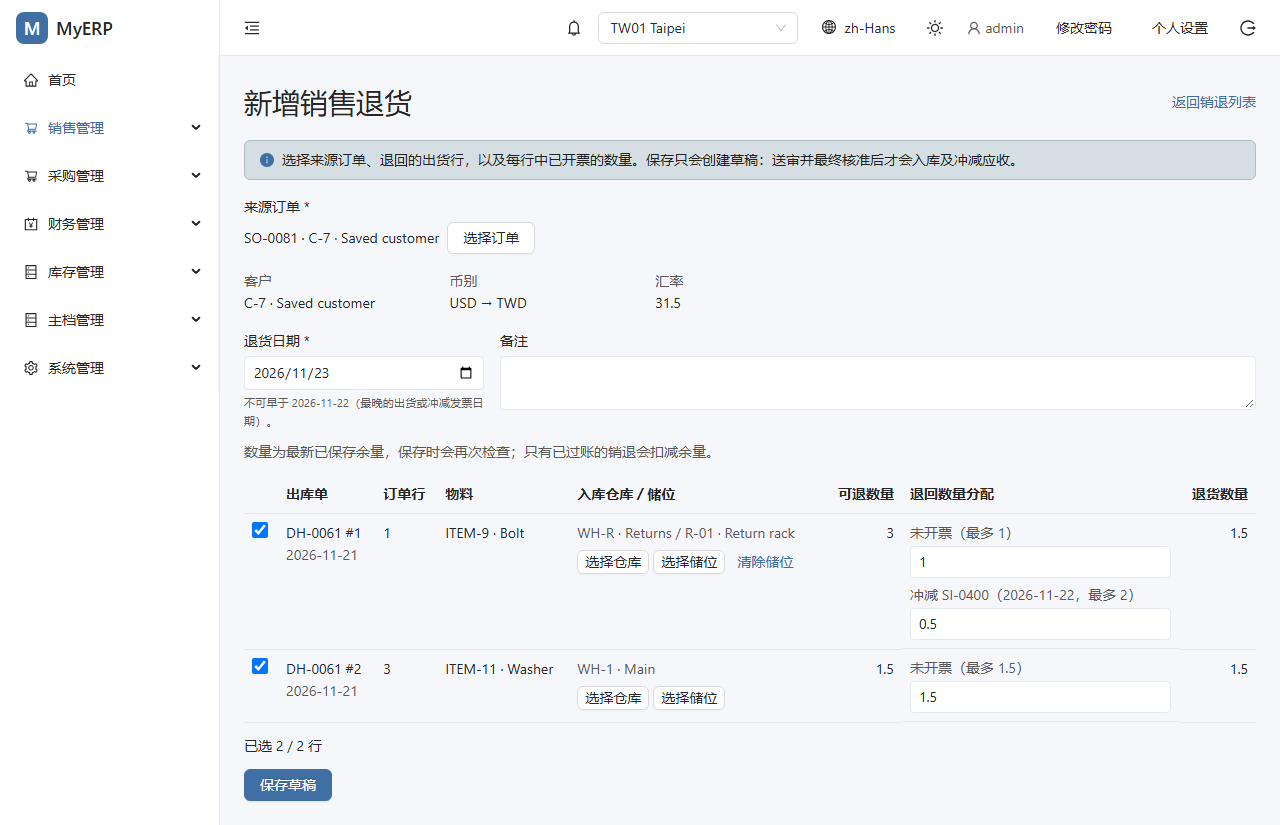 M MyERP
TW01 Taipei
zh-Hans
admin
修改密码
个人设置
首页
销售管理
采购管理
财务管理
库存管理
主档管理
系统管理
新增销售退货
返回销退列表
选择来源订单、退回的出货行，以及每行中已开票的数量。保存只会创建草稿：送审并最终核准后才会入库及冲减应收。
来源订单 *
SO-0081 · C-7 · Saved customer 选择订单
客户 币别 汇率
C-7 · Saved customer USD → TWD 31.5
退货日期 * 备注
2026/11/23
不可早于 2026-11-22（最晚的出货或冲减发票日
期）。
数量为最新已保存余量，保存时会再次检查；只有已过账的销退会扣减余量。
出库单 订单行 物料 入库仓库 / 储位 可退数量 退回数量分配 退货数量
DH-0061 #1 1 ITEM-9 · Bolt WH-R · Returns / R-01 · Return rack 3 未开票（最多 1） 1.5
2026-11-21 选择仓库 选择储位 清除储位 1
冲减 SI-0400（2026-11-22，最多 2）
0.5
DH-0061 #2 3 ITEM-11 · Washer WH-1 · Main 1.5 未开票（最多 1.5） 1.5
2026-11-21 选择仓库 选择储位 1.5
已选 2 / 2 行
保存草稿